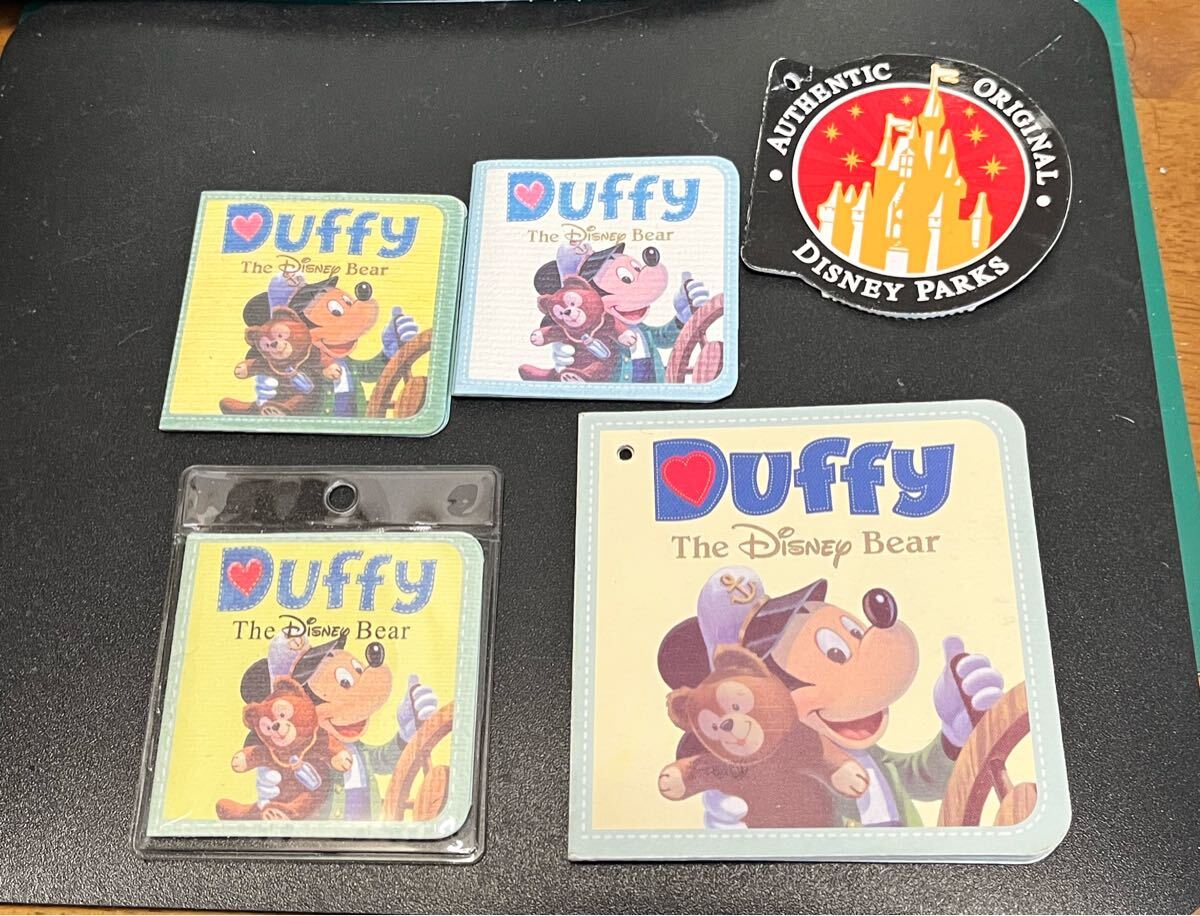 Duffy
The Disney Bear
Duffy
The Disney Bear
AUTHENTIC ORIGINAL
DISNEY PARKS
Duffy
The Disney Bear
Duffy
The Disney Bear